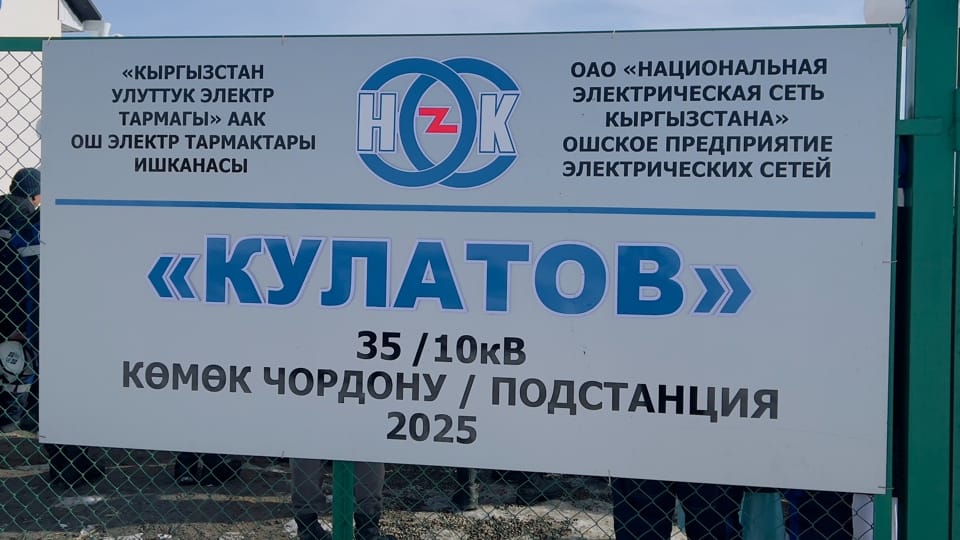 «КЫРГЫЗСТАН
УЛУТТУК ЭЛЕКТР
ТАРМАГЫ» ААК
ОШ ЭЛЕКТР ТАРМАКТАРЫ
ИШКАНАСЫ
НZК
ОАО «НАЦИОНАЛЬНАЯ
ЭЛЕКТРИЧЕСКАЯ СЕТЬ
КЫРГЫЗСТАНА»
ОШСКОЕ ПРЕДПРИЯТИЕ
ЭЛЕКТРИЧЕСКИХ СЕТЕЙ
«КУЛАТОВ»
35 /10кВ
КӨМӨК ЧОРДОНУ / ПОДСТАНЦИЯ
2025